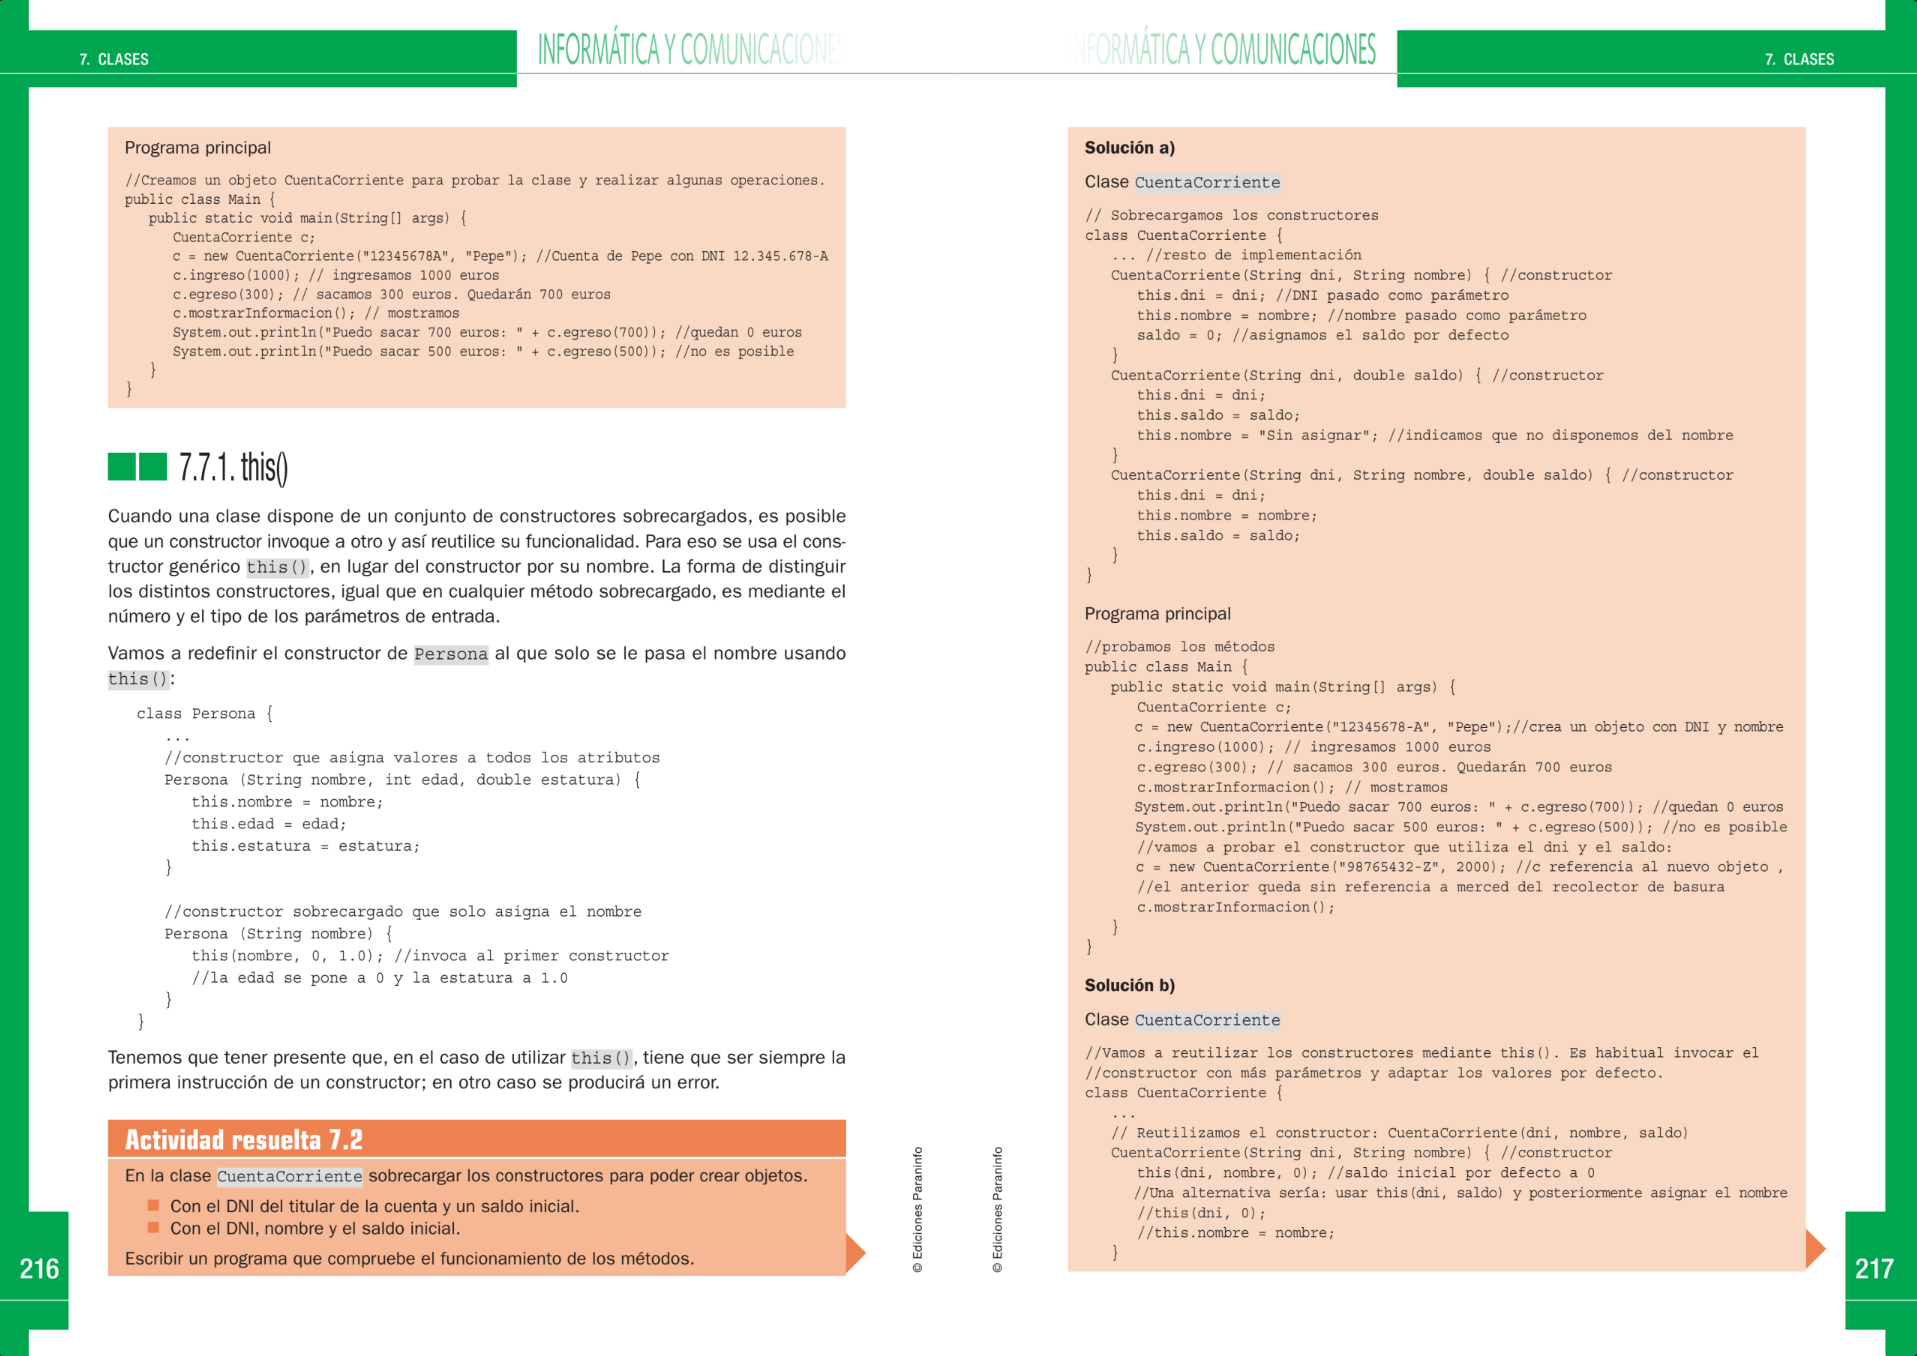 7. CLASES
INFORMÁTICA Y COMUNICACIONES
Programa principal
//Creamos un objeto CuentaCorriente para probar la clase y realizar algunas operaciones.
public class Main {
   public static void main(String[] args) {
      CuentaCorriente c;
      c = new CuentaCorriente("12345678A", "Pepe"); //Cuenta de Pepe con DNI 12.345.678-A
      c.ingreso(1000); // ingresamos 1000 euros
      c.egreso(300); // sacamos 300 euros. Quedarán 700 euros
      c.mostrarInformacion(); // mostramos
      System.out.println("Puedo sacar 700 euros: " + c.egreso(700)); //quedan 0 euros
      System.out.println("Puedo sacar 500 euros: " + c.egreso(500)); //no es posible
   }
}
7.7.1. this()
Cuando una clase dispone de un conjunto de constructores sobrecargados, es posible
que un constructor invoque a otro y así reutilice su funcionalidad. Para eso se usa el cons-
tructor genérico this(), en lugar del constructor por su nombre. La forma de distinguir
los distintos constructores, igual que en cualquier método sobrecargado, es mediante el
número y el tipo de los parámetros de entrada.
Vamos a redefinir el constructor de Persona al que solo se le pasa el nombre usando
this():
class Persona {
   ...
   //constructor que asigna valores a todos los atributos
   Persona (String nombre, int edad, double estatura) {
      this.nombre = nombre;
      this.edad = edad;
      this.estatura = estatura;
   }
   //constructor sobrecargado que solo asigna el nombre
   Persona (String nombre) {
      this(nombre, 0, 1.0); //invoca al primer constructor
      //la edad se pone a 0 y la estatura a 1.0
   }
}
Tenemos que tener presente que, en el caso de utilizar this(), tiene que ser siempre la
primera instrucción de un constructor; en otro caso se producirá un error.
Actividad resuelta 7.2
En la clase CuentaCorriente sobrecargar los constructores para poder crear objetos.
Con el DNI del titular de la cuenta y un saldo inicial.
Con el DNI, nombre y el saldo inicial.
Escribir un programa que compruebe el funcionamiento de los métodos.
216
© Ediciones Paraninfo
INFORMÁTICA Y COMUNICACIONES
7. CLASES
Solución a)
Clase CuentaCorriente
// Sobrecargamos los constructores
class CuentaCorriente {
   ... //resto de implementación
   CuentaCorriente(String dni, String nombre) { //constructor
      this.dni = dni; //DNI pasado como parámetro
      this.nombre = nombre; //nombre pasado como parámetro
      saldo = 0; //asignamos el saldo por defecto
   }
   CuentaCorriente(String dni, double saldo) { //constructor
      this.dni = dni;
      this.saldo = saldo;
      this.nombre = "Sin asignar"; //indicamos que no disponemos del nombre
   }
   CuentaCorriente(String dni, String nombre, double saldo) { //constructor
      this.dni = dni;
      this.nombre = nombre;
      this.saldo = saldo;
   }
}
Programa principal
//probamos los métodos
public class Main {
   public static void main(String[] args) {
      CuentaCorriente c;
      c = new CuentaCorriente("12345678-A", "Pepe");//crea un objeto con DNI y nombre
      c.ingreso(1000); // ingresamos 1000 euros
      c.egreso(300); // sacamos 300 euros. Quedarán 700 euros
      c.mostrarInformacion(); // mostramos
      System.out.println("Puedo sacar 700 euros: " + c.egreso(700)); //quedan 0 euros
      System.out.println("Puedo sacar 500 euros: " + c.egreso(500)); //no es posible
      //vamos a probar el constructor que utiliza el dni y el saldo:
      c = new CuentaCorriente("98765432-Z", 2000); //c referencia al nuevo objeto ,
      //el anterior queda sin referencia a merced del recolector de basura
      c.mostrarInformacion();
   }
}
Solución b)
Clase CuentaCorriente
//Vamos a reutilizar los constructores mediante this(). Es habitual invocar el
//constructor con más parámetros y adaptar los valores por defecto.
class CuentaCorriente {
   ...
   // Reutilizamos el constructor: CuentaCorriente(dni, nombre, saldo)
   CuentaCorriente(String dni, String nombre) { //constructor
      this(dni, nombre, 0); //saldo inicial por defecto a 0
      //Una alternativa sería: usar this(dni, saldo) y posteriormente asignar el nombre
      //this(dni, 0);
      //this.nombre = nombre;
   }
© Ediciones Paraninfo
217